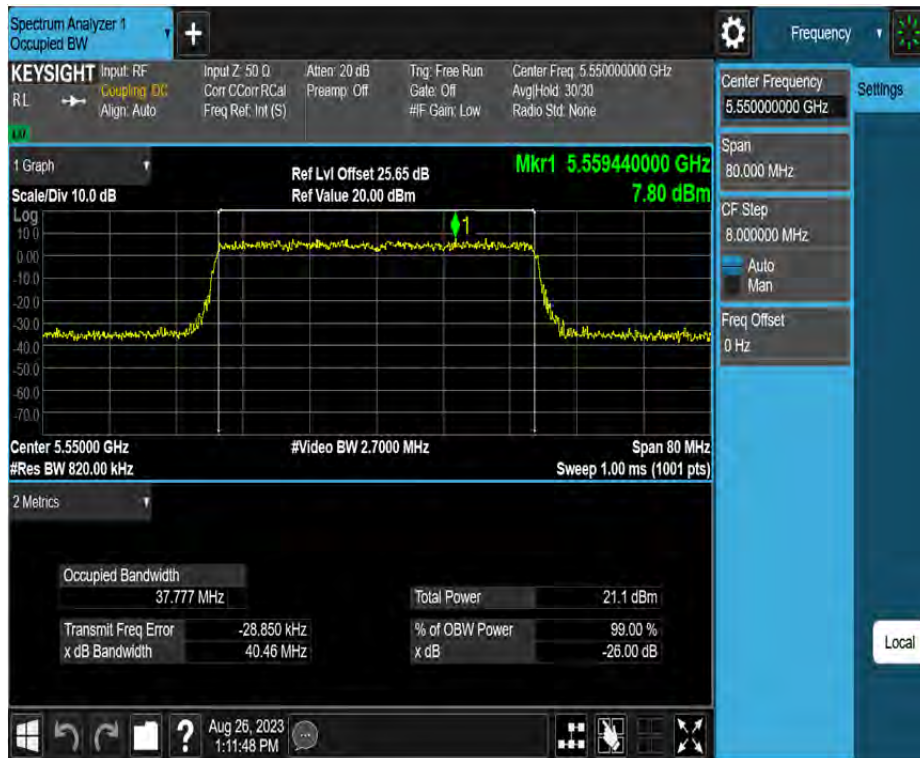 Spectrum Analyzer 1
Occupied BW
Frequency
KEYSIGHT
RL
Input: RF
Coupling: DC
Align: Auto
Input Z: 50 Ω
Corr CCorr RCal
Freq Ref: Int (S)
Atten: 20 dB
Preamp: Off
Trig: Free Run
Gate: Off
#IF Gain: Low
Center Freq: 5.550000000 GHz
Avg|Hold: 30/30
Radio Std: None
Center Frequency
5.550000000 GHz
Settings
Span
80.000 MHz
CF Step
8.000000 MHz
Auto
Man
Freq Offset
0 Hz
1 Graph
Scale/Div 10.0 dB
Ref Lvl Offset 25.65 dB
Ref Value 20.00 dBm
Mkr1 5.559440000 GHz
7.80 dBm
Log
10.0
0.00
-10.0
-20.0
-30.0
-40.0
-50.0
-60.0
-70.0
1
Center 5.55000 GHz
#Video BW 2.7000 MHz
Span 80 MHz
#Res BW 820.00 kHz
Sweep 1.00 ms (1001 pts)
2 Metrics
Occupied Bandwidth
37.777 MHz
Total Power 21.1 dBm
Transmit Freq Error -28.850 kHz
% of OBW Power 99.00 %
x dB Bandwidth 40.46 MHz
x dB -26.00 dB
Local
?
Aug 26, 2023
1:11:48 PM